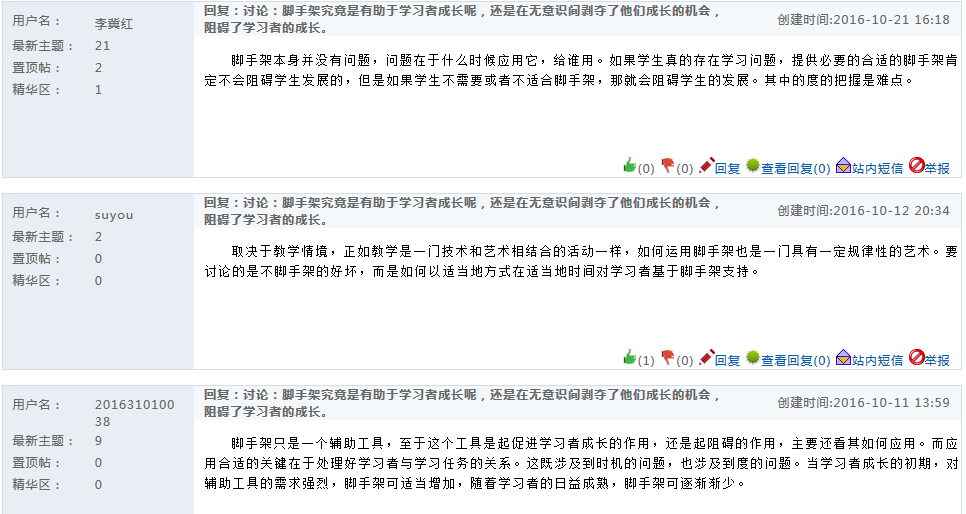 用户名： 李冀红
最新主题： 21
置顶帖： 2
精华区： 1
回复：讨论：脚手架究竟是有助于学习者成长呢，还是在无意识间剥夺了他们成长的机会，
阻碍了学习者的成长。
创建时间:2016-10-21 16:18
脚手架本身并没有问题，问题在于什么时候应用它，给谁用。如果学生真的存在学习问题，提供必要的合适的脚手架肯
定不会阻碍学生发展的，但是如果学生不需要或者不适合脚手架，那就会阻碍学生的发展。其中的度的把握是难点。
(0) (0) 回复 查看回复(0) 站内短信 举报
用户名： suyou
最新主题： 2
置顶帖： 0
精华区： 0
回复：讨论：脚手架究竟是有助于学习者成长呢，还是在无意识间剥夺了他们成长的机会，
阻碍了学习者的成长。
创建时间:2016-10-12 20:34
取决于教学情境，正如教学是一门技术和艺术相结合的活动一样，如何运用脚手架也是一门具有一定规律性的艺术。要
讨论的是不脚手架的好坏，而是如何以适当地方式在适当地时间对学习者基于脚手架支持。
(1) (0) 回复 查看回复(0) 站内短信 举报
用户名： 2016310100
38
最新主题： 9
置顶帖： 0
精华区： 0
回复：讨论：脚手架究竟是有助于学习者成长呢，还是在无意识间剥夺了他们成长的机会，
阻碍了学习者的成长。
创建时间:2016-10-11 13:59
脚手架只是一个辅助工具，至于这个工具是起促进学习者成长的作用，还是起阻碍的作用，主要还看其如何应用。而应
用合适的关键在于处理好学习者与学习任务的关系。这既涉及到时机的问题，也涉及到度的问题。当学习者成长的初期，对
辅助工具的需求强烈，脚手架可适当增加，随着学习者的日益成熟，脚手架可逐渐渐少。